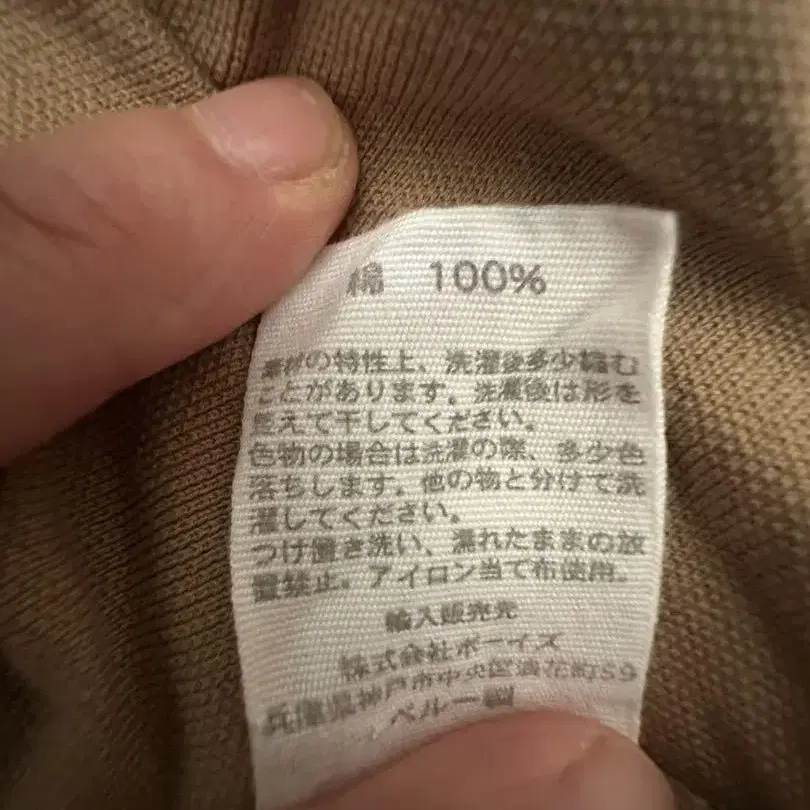 綿 100%
素材の特性上、洗濯後多少縮む
ことがあります。洗濯後は形を
整えて干してください。
色物の場合は洗濯の際、多少色
落ちします。他の物と分けて洗
濯してください。
つけ置き洗い、濡れたままの放
置禁止。アイロン当て布使用。
輸入販売元
株式会社ボーイズ
兵庫県神戸市中央区浪花町59
ペルー製